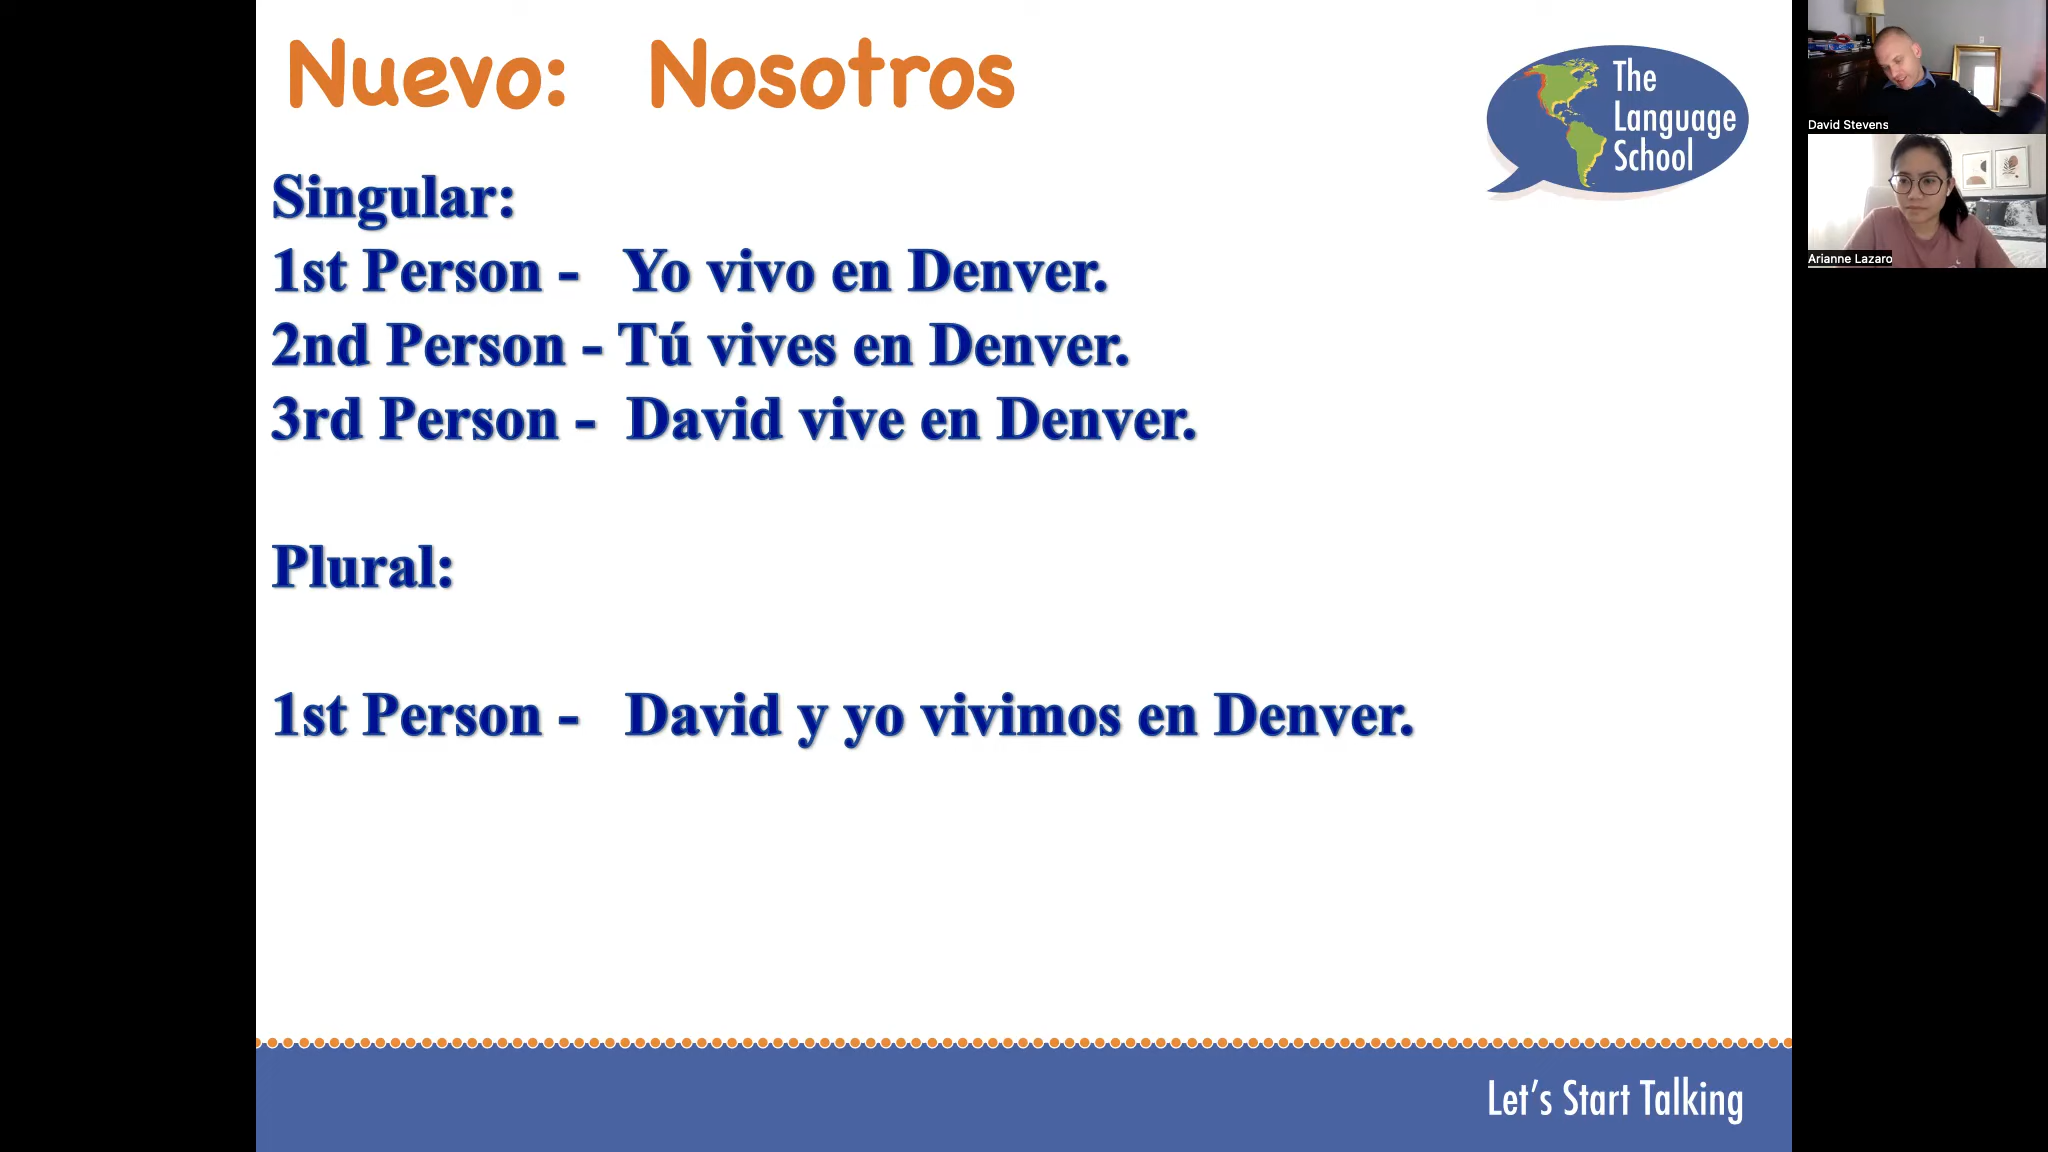 Nuevo: Nosotros
The
Language
School
Singular:
1st Person - Yo vivo en Denver.
2nd Person - Tú vives en Denver.
3rd Person - David vive en Denver.
Plural:
1st Person - David y yo vivimos en Denver.
Let's Start Talking
David Stevens
Arianne Lazaro